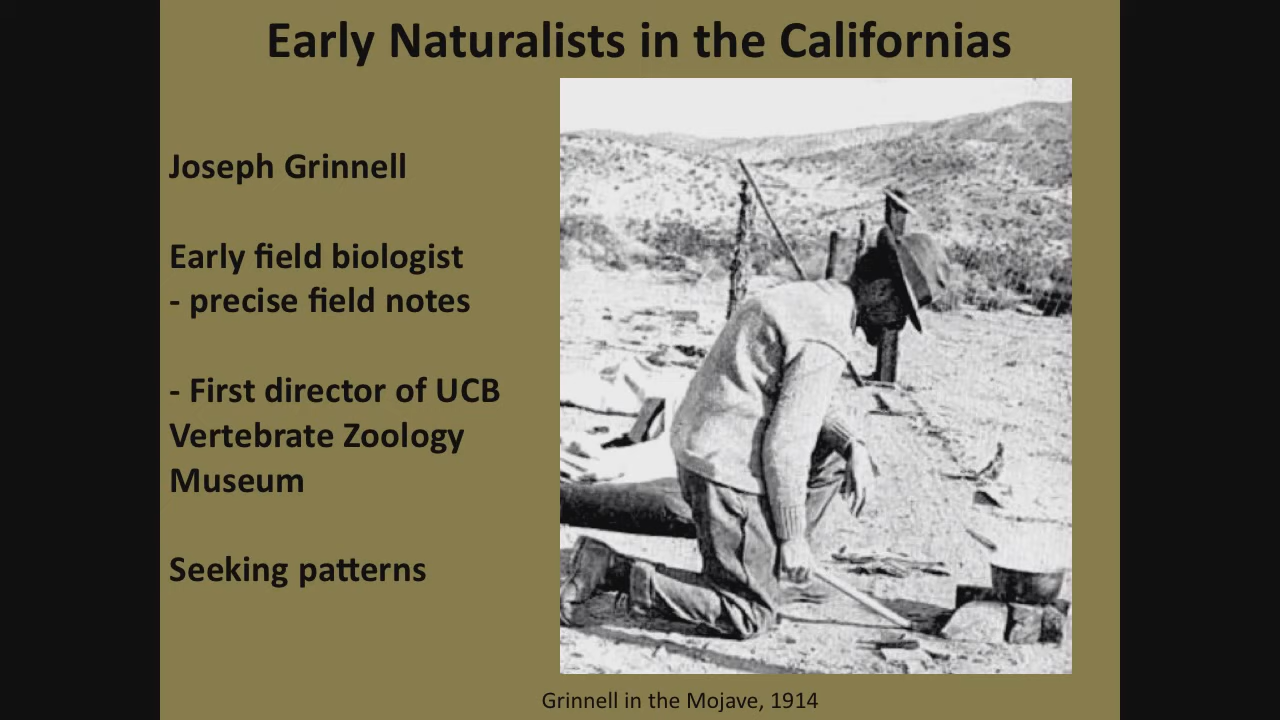 Early Naturalists in the Californias
Joseph Grinnell
Early field biologist
- precise field notes
- First director of UCB
Vertebrate Zoology
Museum
Seeking patterns
Grinnell in the Mojave, 1914